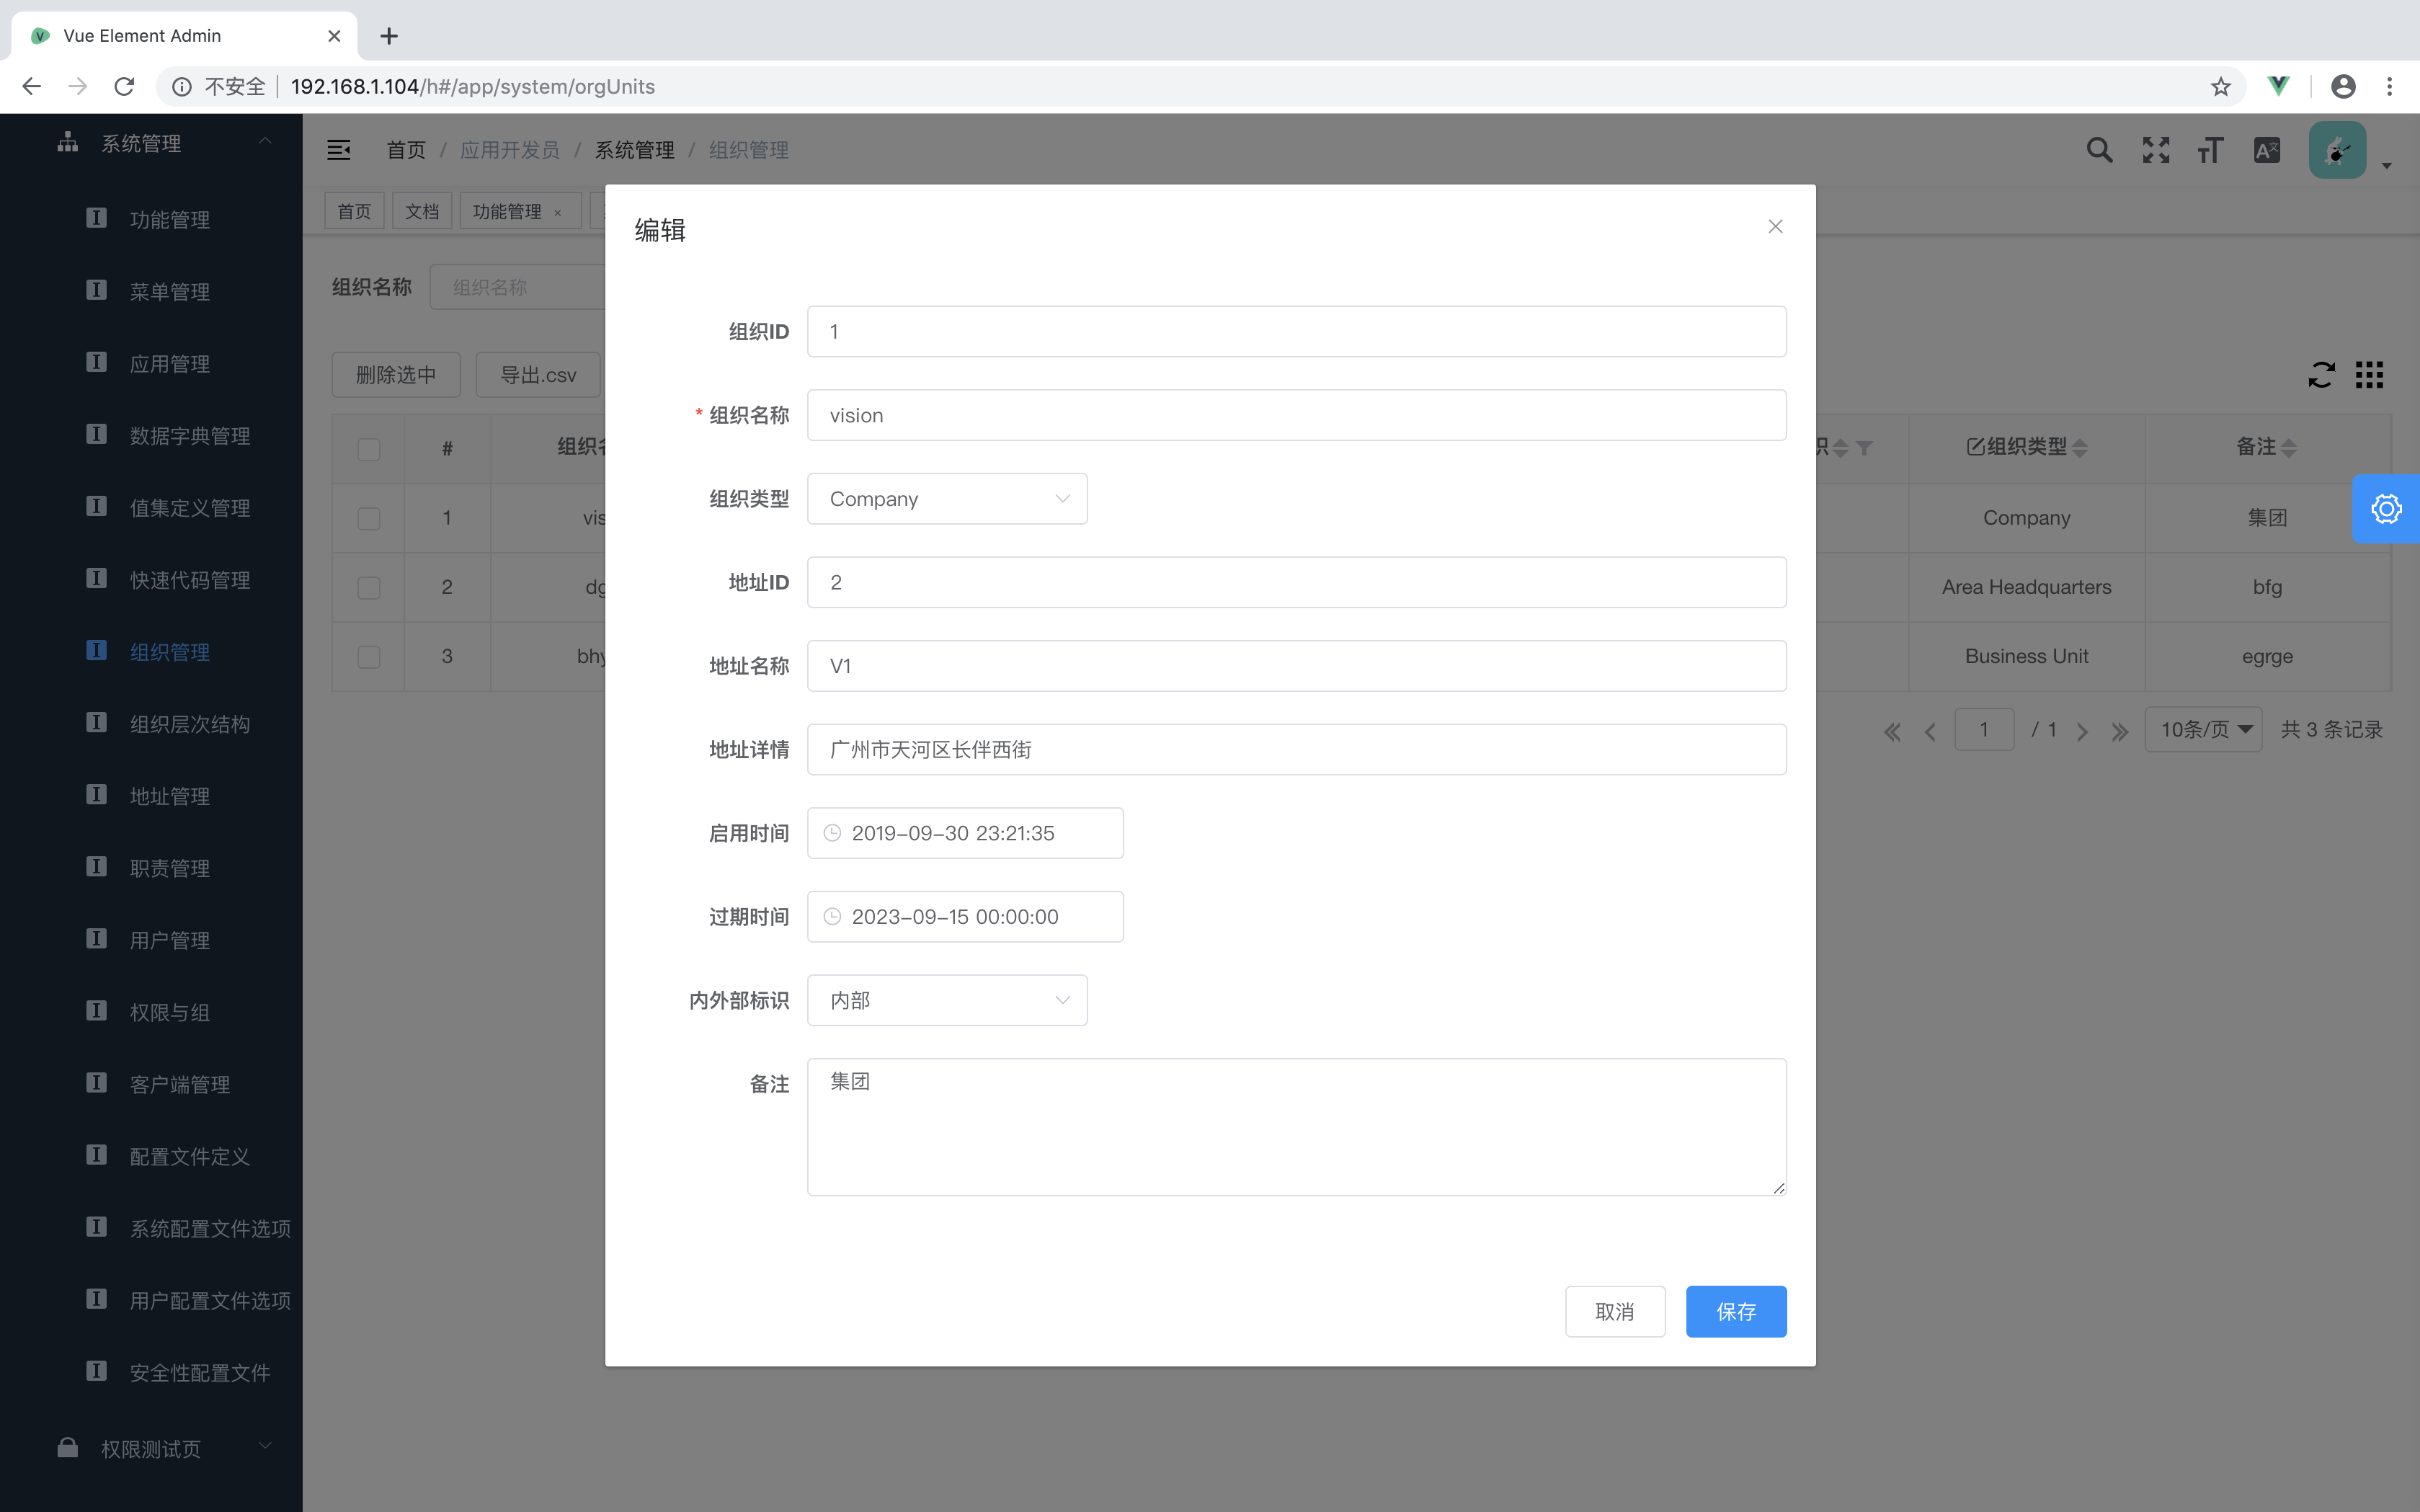 Vue Element Admin
不安全 192.168.1.104/h#/app/system/orgUnits
系统管理
功能管理
菜单管理
应用管理
数据字典管理
值集定义管理
快速代码管理
组织管理
组织层次结构
地址管理
职责管理
用户管理
权限与组
客户端管理
配置文件定义
系统配置文件选项
用户配置文件选项
安全性配置文件
权限测试页
首页 / 应用开发员 / 系统管理 / 组织管理
首页 文档 功能管理 ×
组织名称 组织名称
删除选中 导出.csv
# 组织 组织类型 备注
1 vis Company 集团
2 dg Area Headquarters bfg
3 bhy Business Unit egrge
1 / 1 10条/页 共 3 条记录
编辑
组织ID 1
* 组织名称 vision
组织类型 Company
地址ID 2
地址名称 V1
地址详情 广州市天河区长伴西街
启用时间 2019-09-30 23:21:35
过期时间 2023-09-15 00:00:00
内外部标识 内部
备注 集团
取消 保存